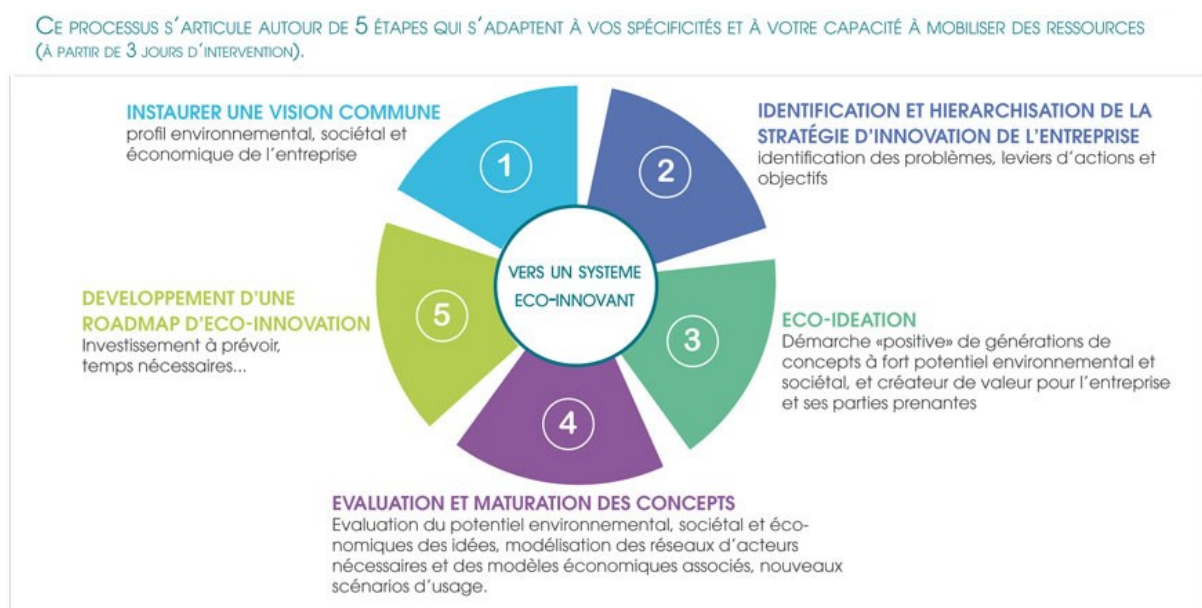 CE PROCESSUS S'ARTICULE AUTOUR DE 5 ÉTAPES QUI S'ADAPTENT À VOS SPÉCIFICITÉS ET À VOTRE CAPACITÉ À MOBILISER DES RESSOURCES
(À PARTIR DE 3 JOURS D'INTERVENTION).
INSTAURER UNE VISION COMMUNE
profil environnemental, sociétal et
économique de l'entreprise
1
2
IDENTIFICATION ET HIERARCHISATION DE LA
STRATÉGIE D'INNOVATION DE L'ENTREPRISE
identification des problèmes, leviers d'actions et
objectifs
VERS UN SYSTEME
ECO-INNOVANT
DEVELOPPEMENT D'UNE
ROADMAP D'ECO-INNOVATION
Investissement à prévoir,
temps nécessaires...
5
3
ECO-IDEATION
Démarche «positive» de générations de
concepts à fort potentiel environnemental et
sociétal, et créateur de valeur pour l'entreprise
et ses parties prenantes
4
EVALUATION ET MATURATION DES CONCEPTS
Evaluation du potentiel environnemental, sociétal et éco-
nomiques des idées, modélisation des réseaux d'acteurs
nécessaires et des modèles économiques associés, nouveaux
scénarios d'usage.